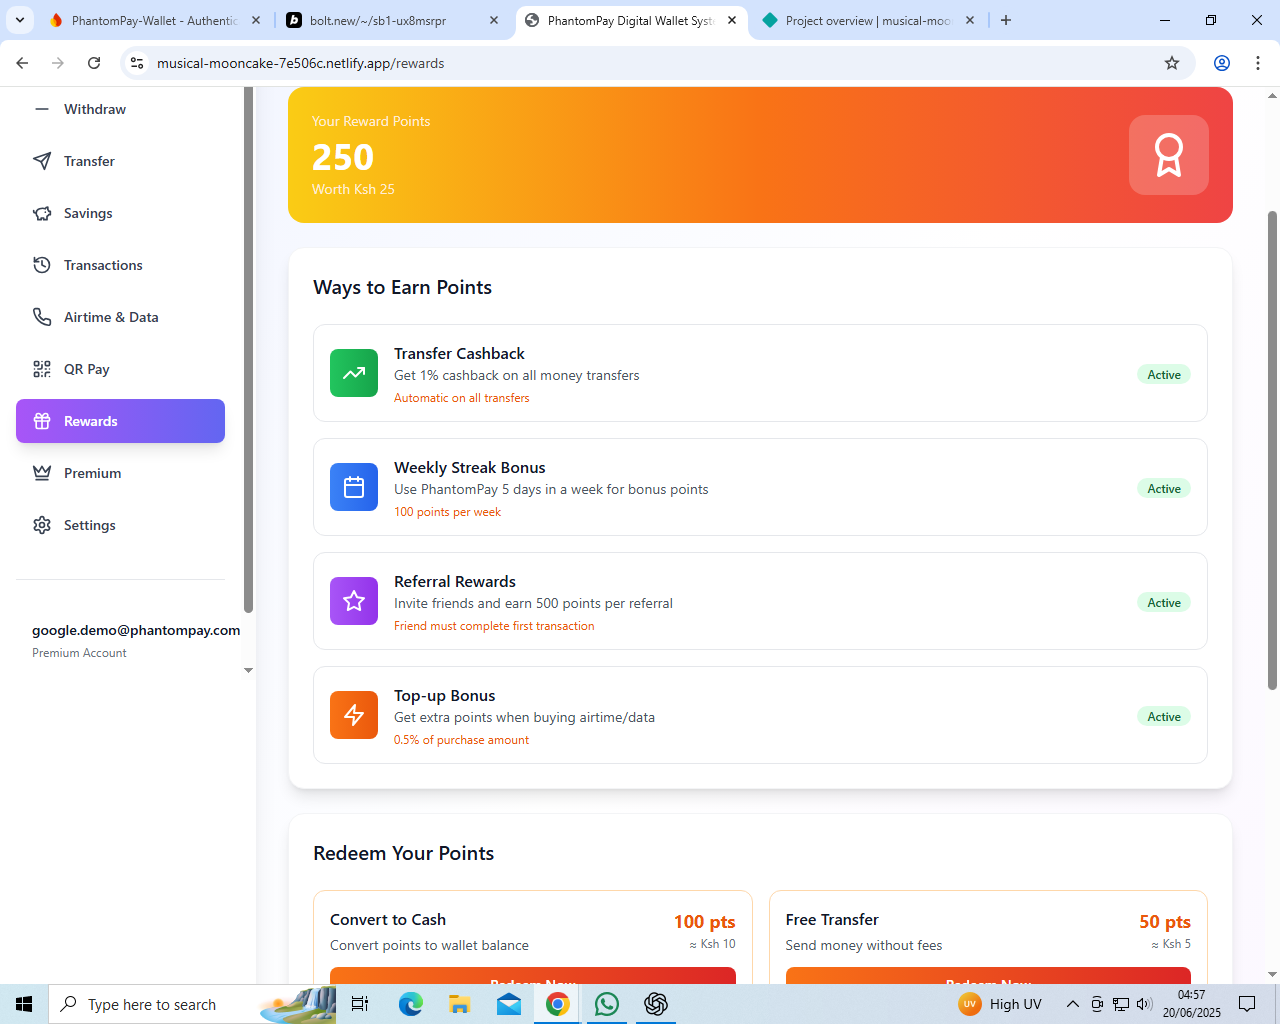 PhantomPay-Wallet - Authentic
bolt.new/~/sb1-ux8msrpr
PhantomPay Digital Wallet Syst
Project overview | musical-moo
musical-mooncake-7e506c.netlify.app/rewards
Withdraw
Transfer
Savings
Transactions
Airtime & Data
QR Pay
Rewards
Premium
Settings
google.demo@phantompay.com
Premium Account
Your Reward Points
250
Worth Ksh 25
Ways to Earn Points
Transfer Cashback
Get 1% cashback on all money transfers
Automatic on all transfers
Active
Weekly Streak Bonus
Use PhantomPay 5 days in a week for bonus points
100 points per week
Active
Referral Rewards
Invite friends and earn 500 points per referral
Friend must complete first transaction
Active
Top-up Bonus
Get extra points when buying airtime/data
0.5% of purchase amount
Active
Redeem Your Points
Convert to Cash
100 pts
Convert points to wallet balance
≈ Ksh 10
Redeem Now
Free Transfer
50 pts
Send money without fees
≈ Ksh 5
Redeem Now
Type here to search
UV
High UV
04:57
20/06/2025